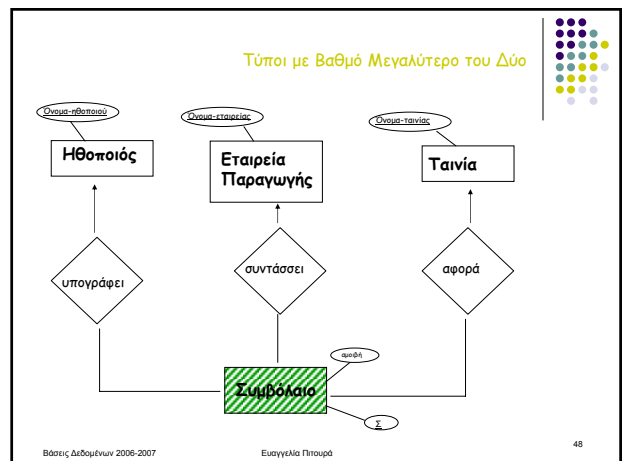 Τύποι με Βαθμό Μεγαλύτερο του Δύο
Όνομα-ηθοποιού
Όνομα-εταιρείας
Όνομα-ταινίας
Ηθοποιός
Εταιρεία
Παραγωγής
Ταινία
υπογράφει
συντάσσει
αφορά
αμοιβή
Συμβόλαιο
Σ
Βάσεις Δεδομένων 2006-2007
Ευαγγελία Πιτουρά
48